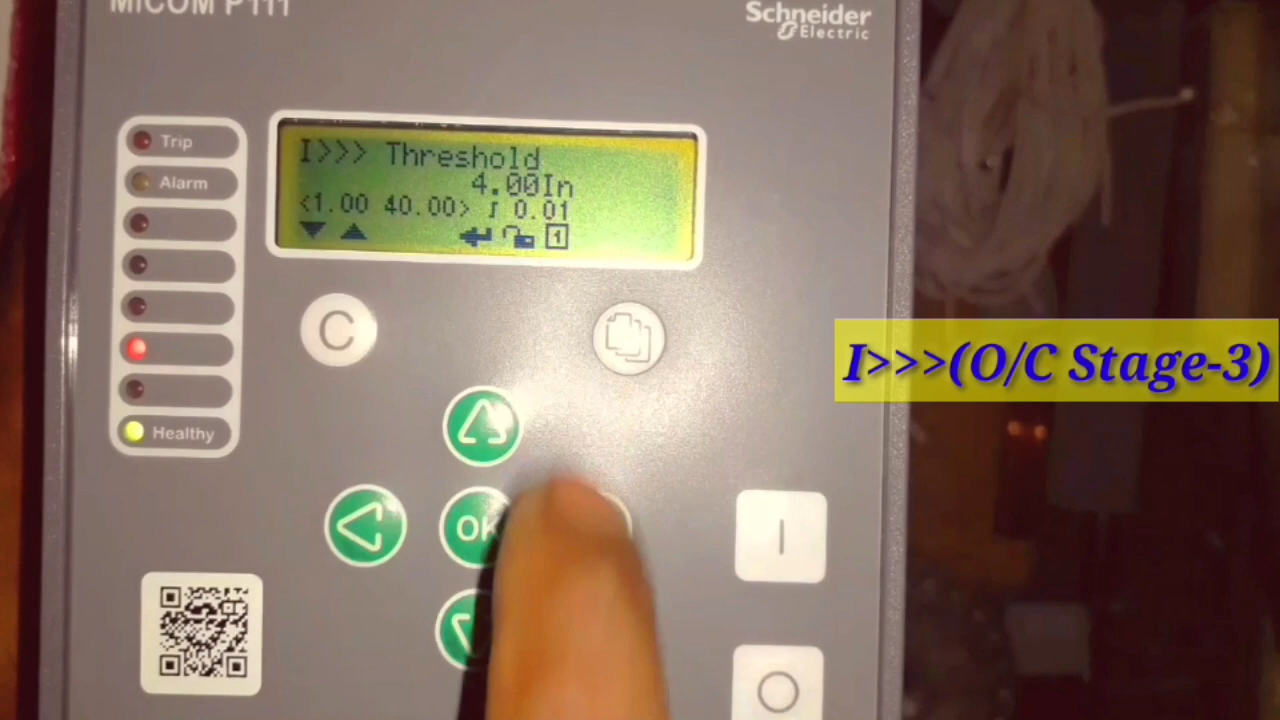 MiCOM P111
Schneider
Electric
Trip
I>>> Threshold
Alarm
4.00In
<1.00 40.00> ∫ 0.01
1
C
I>>>(O/C Stage-3)
Healthy
OK
I
O